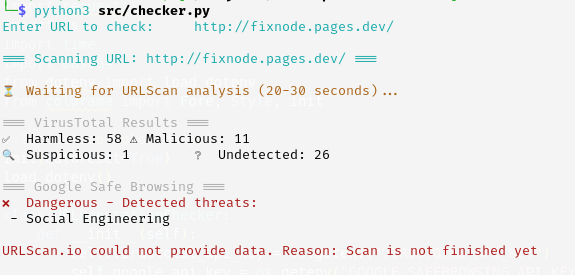 $ python3 src/checker.py
Enter URL to check: http://fixnode.pages.dev/
=== Scanning URL: http://fixnode.pages.dev/ ===
⏳ Waiting for URLScan analysis (20-30 seconds)...
=== VirusTotal Results ===
✅ Harmless: 58 ⚠ Malicious: 11
🔍 Suspicious: 1 ❔ Undetected: 26
=== Google Safe Browsing ===
❌ Dangerous - Detected threats:
- Social Engineering
URLScan.io could not provide data. Reason: Scan is not finished yet